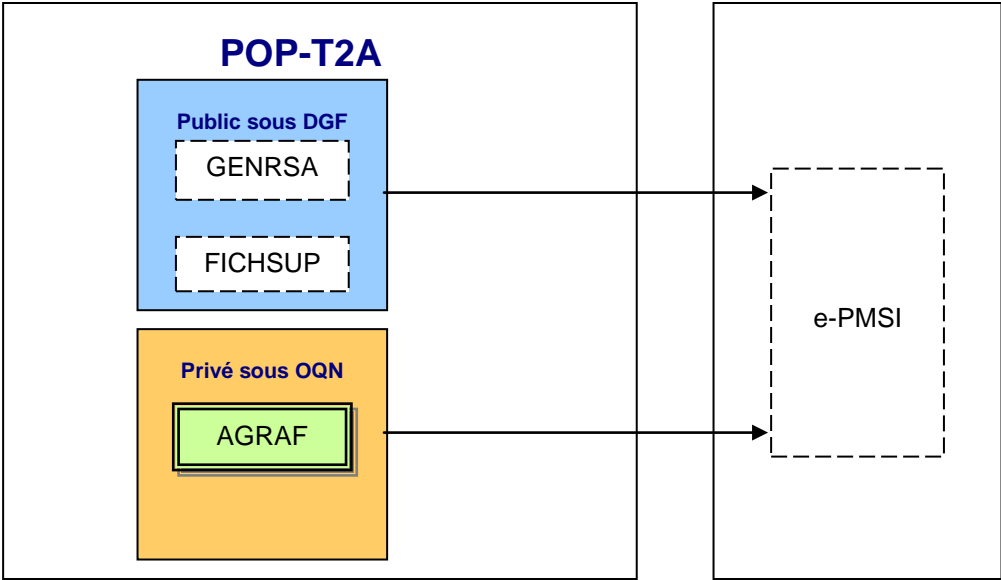 POP-T2A
Public sous DGF
GENRSA
FICHSUP
Privé sous OQN
AGRAF
e-PMSI